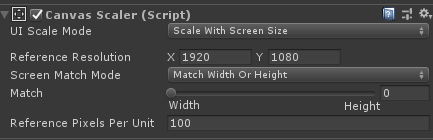 Canvas Scaler (Script)
UI Scale Mode Scale With Screen Size
Reference Resolution X 1920 Y 1080
Screen Match Mode Match Width Or Height
Match 0
Width Height
Reference Pixels Per Unit 100